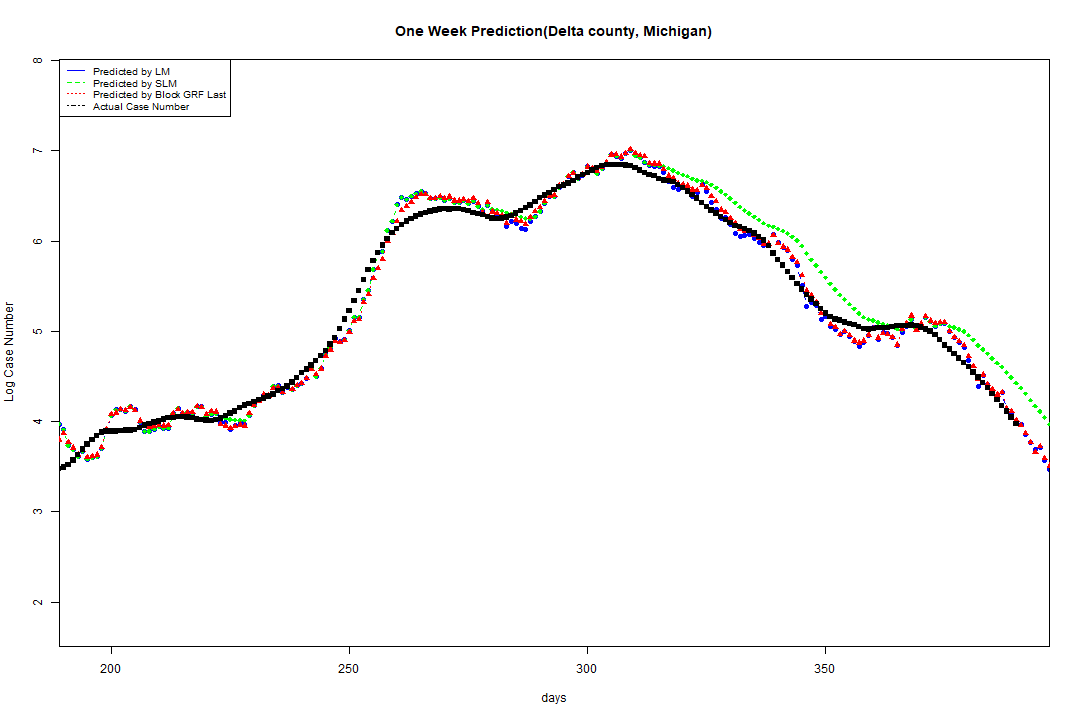 One Week Prediction(Delta county, Michigan)
Predicted by LM
Predicted by SLM
Predicted by Block GRF Last
Actual Case Number
8
7
6
5
4
3
2
Log Case Number
200
250
300
350
days